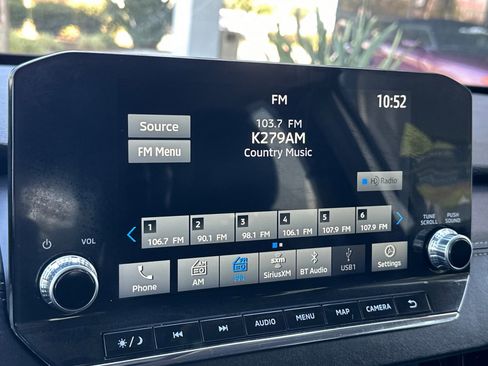 FM
10:52
Source
103.7 FM
FM Menu
K279AM
Country Music
HD Radio
1 2 3 4 5 6
106.7 FM 90.1 FM 98.1 FM 106.1 FM 107.9 FM 107.9 FM
VOL
TUNE SCROLL
PUSH SOUND
Phone
AM
FM
sxm
SiriusXM
BT Audio
USB1
Settings
AUDIO MENU MAP CAMERA